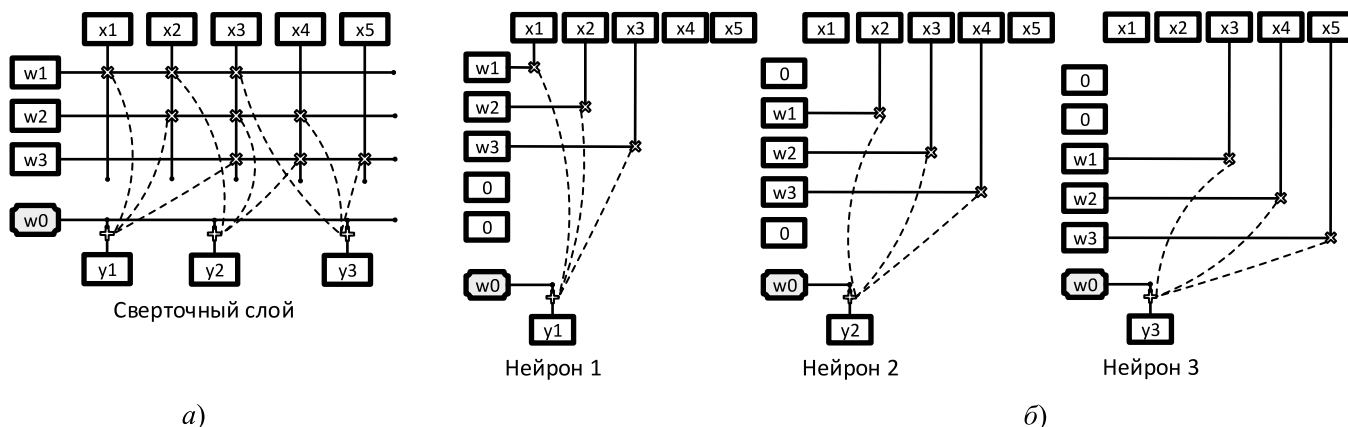 x1 x2 x3 x4 x5
w1
w2
w3
w0
y1 y2 y3
Сверточный слой
а)
x1 x2 x3 x4 x5
w1
w2
w3
0
0
w0
y1
Нейрон 1
x1 x2 x3 x4 x5
0
w1
w2
w3
0
w0
y2
Нейрон 2
x1 x2 x3 x4 x5
0
0
w1
w2
w3
w0
y3
Нейрон 3
б)